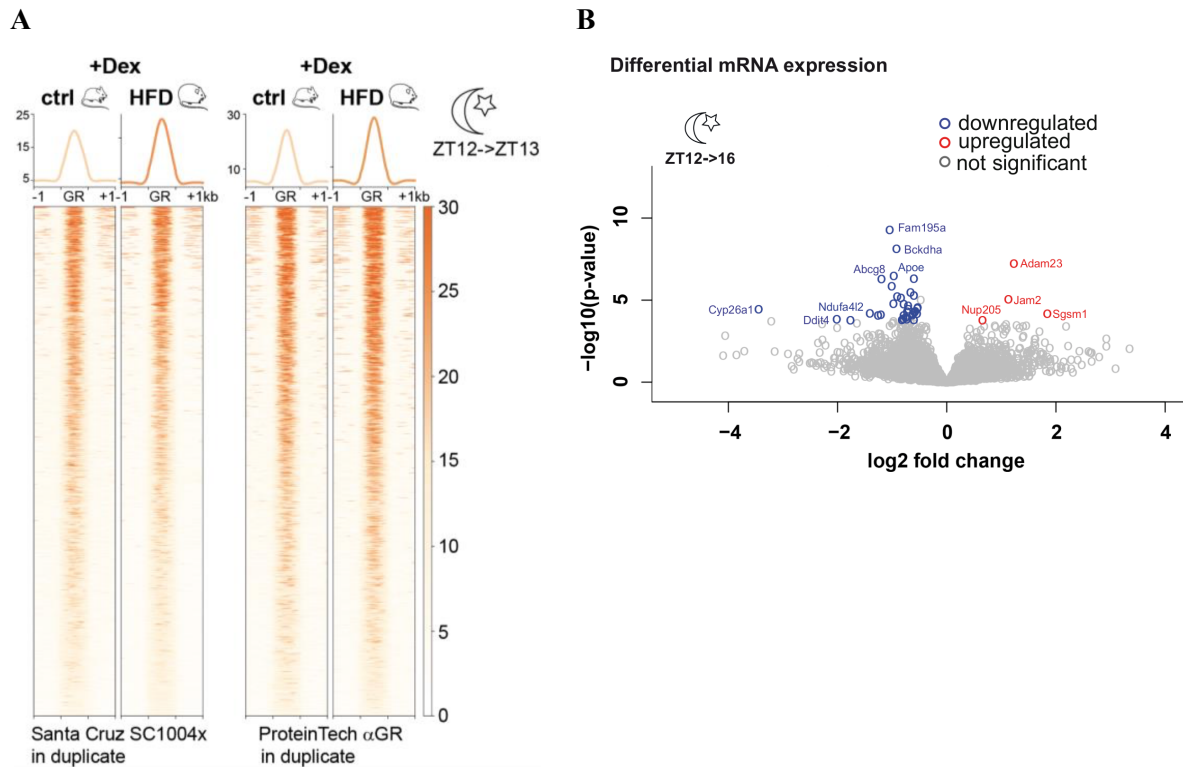 A
B
+Dex
+Dex
ctrl HFD
ctrl HFD
25
15
5
30
10
ZT12->ZT13
-1 GR +1
-1 GR +1kb
-1 GR +1
-1 GR +1kb
30
25
20
15
10
5
0
Santa Cruz SC1004x
in duplicate
ProteinTech αGR
in duplicate
Differential mRNA expression
ZT12->16
downregulated
upregulated
not significant
−log10(p-value)
10
5
0
Fam195a
Bckdha
Abcg8
Apoe
Adam23
Cyp26a1
Ndufa4l2
Ddit4
Jam2
Nup205
Sgsm1
−4
−2
0
2
4
log2 fold change